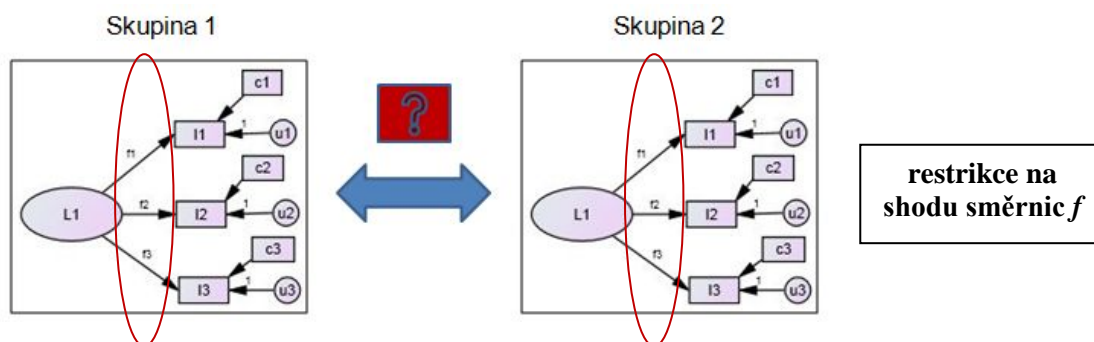 Skupina 1
Skupina 2
c1
I1
1
u1
f1
c2
L1
f2
I2
1
u2
f3
c3
I3
1
u3
?
c1
I1
1
u1
f1
c2
L1
f2
I2
1
u2
f3
c3
I3
1
u3
restrikce na
shodu směrnic f